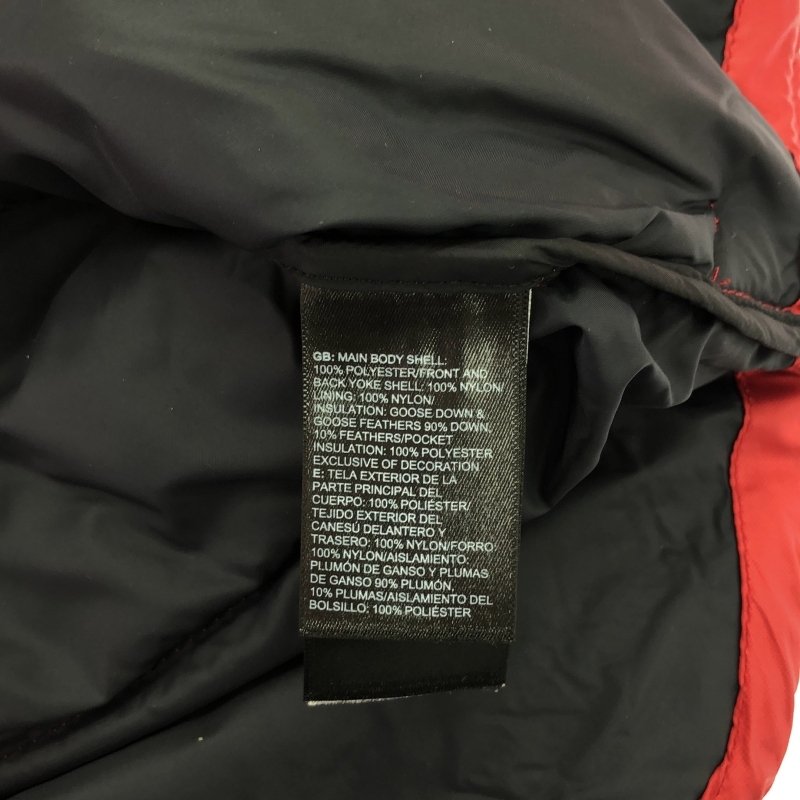 GB: MAIN BODY SHELL:
100% POLYESTER/FRONT AND
BACK YOKE SHELL: 100% NYLON/
LINING: 100% NYLON/
INSULATION: GOOSE DOWN &
GOOSE FEATHERS 90% DOWN,
10% FEATHERS/POCKET
INSULATION: 100% POLYESTER
EXCLUSIVE OF DECORATION
E: TELA EXTERIOR DE LA
PARTE PRINCIPAL DEL
CUERPO: 100% POLIÉSTER/
TEJIDO EXTERIOR DEL
CANESÚ DELANTERO Y
TRASERO: 100% NYLON/FORRO:
100% NYLON/AISLAMIENTO:
PLUMÓN DE GANSO Y PLUMAS
DE GANSO 90% PLUMÓN,
10% PLUMAS/AISLAMIENTO DEL
BOLSILLO: 100% POLIÉSTER